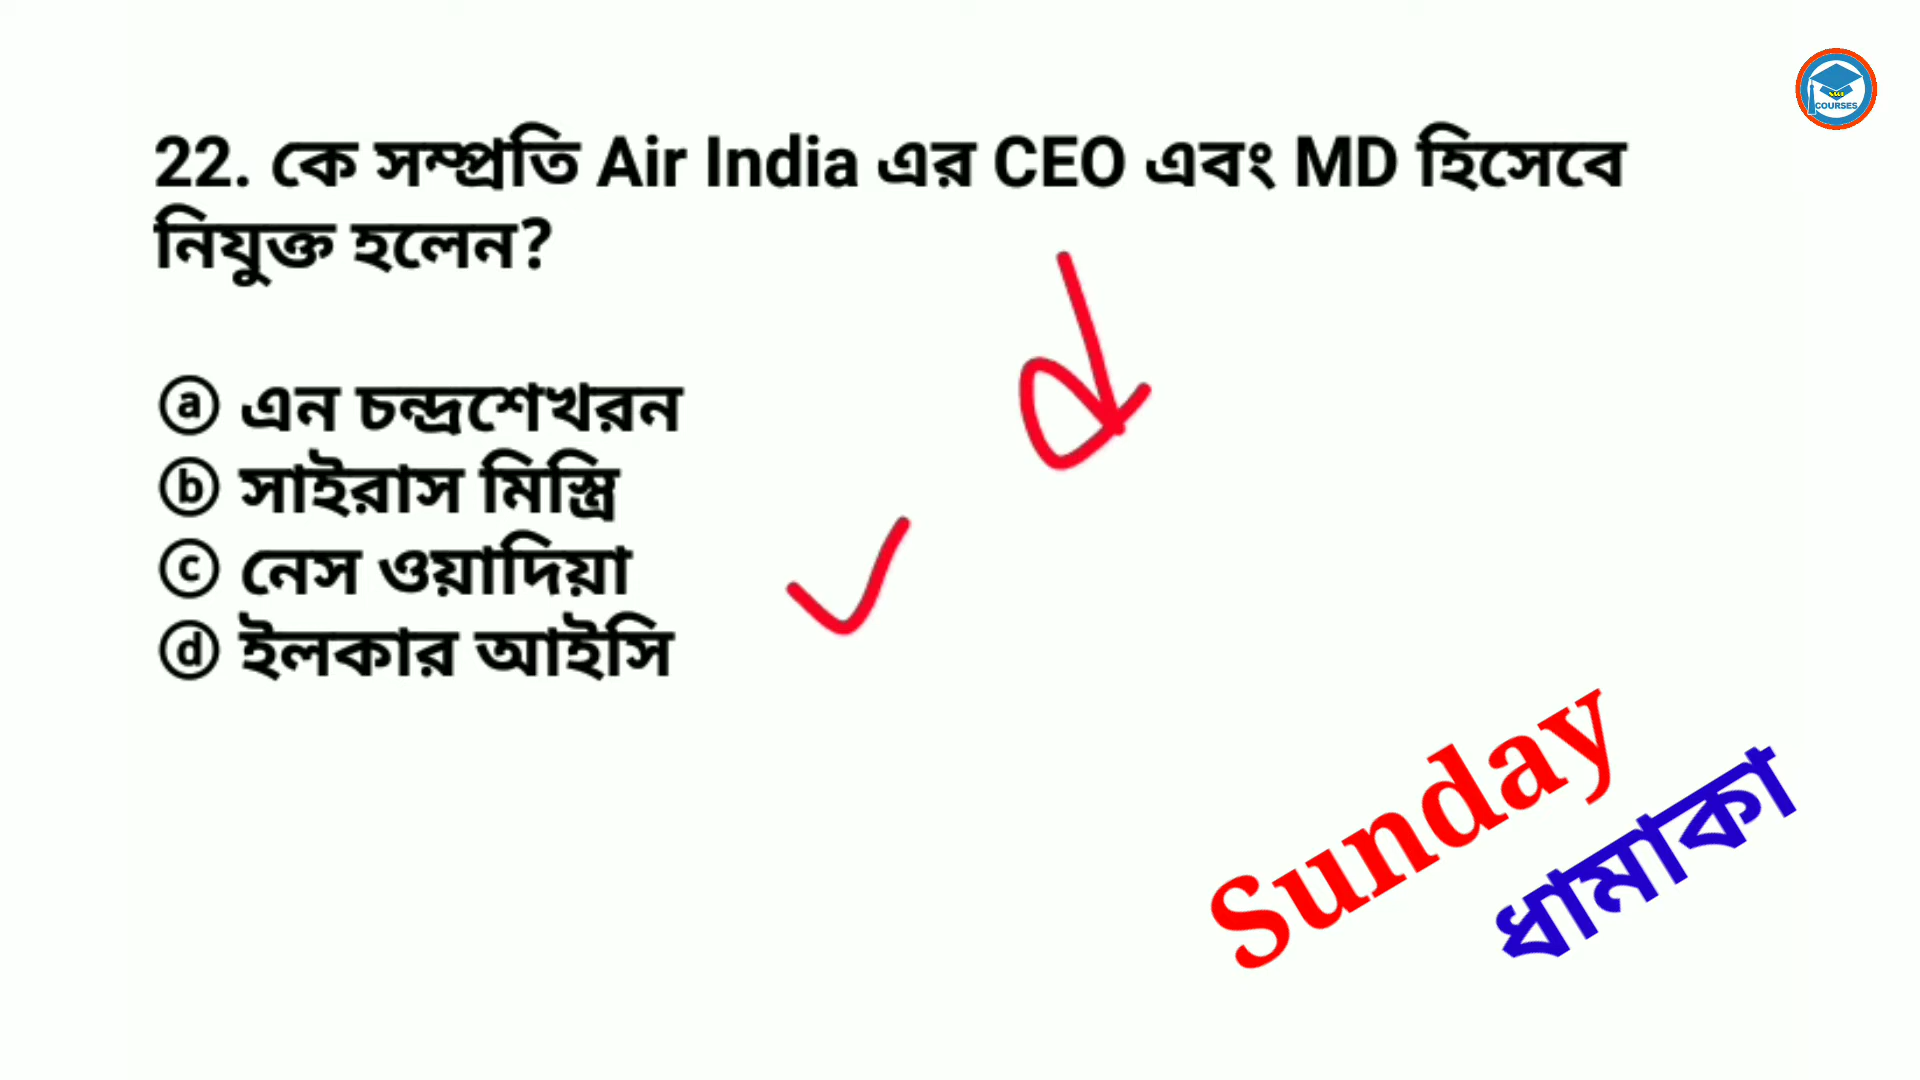 22. কে সম্প্রতি Air India এর CEO এবং MD হিসেবে
নিযুক্ত হলেন?
ⓐ এন চন্দ্রশেখরন
ⓑ সাইরাস মিস্ত্রি
ⓒ নেস ওয়াদিয়া
ⓓ ইলকার আইসি
d
Sunday
ধামাকা
COURSES